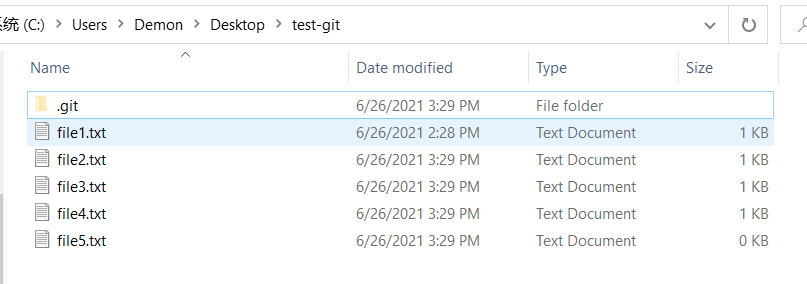 系统 (C:) > Users > Demon > Desktop > test-git
Name Date modified Type Size
.git 6/26/2021 3:29 PM File folder
file1.txt 6/26/2021 2:28 PM Text Document 1 KB
file2.txt 6/26/2021 3:29 PM Text Document 1 KB
file3.txt 6/26/2021 3:29 PM Text Document 1 KB
file4.txt 6/26/2021 3:29 PM Text Document 1 KB
file5.txt 6/26/2021 3:29 PM Text Document 0 KB